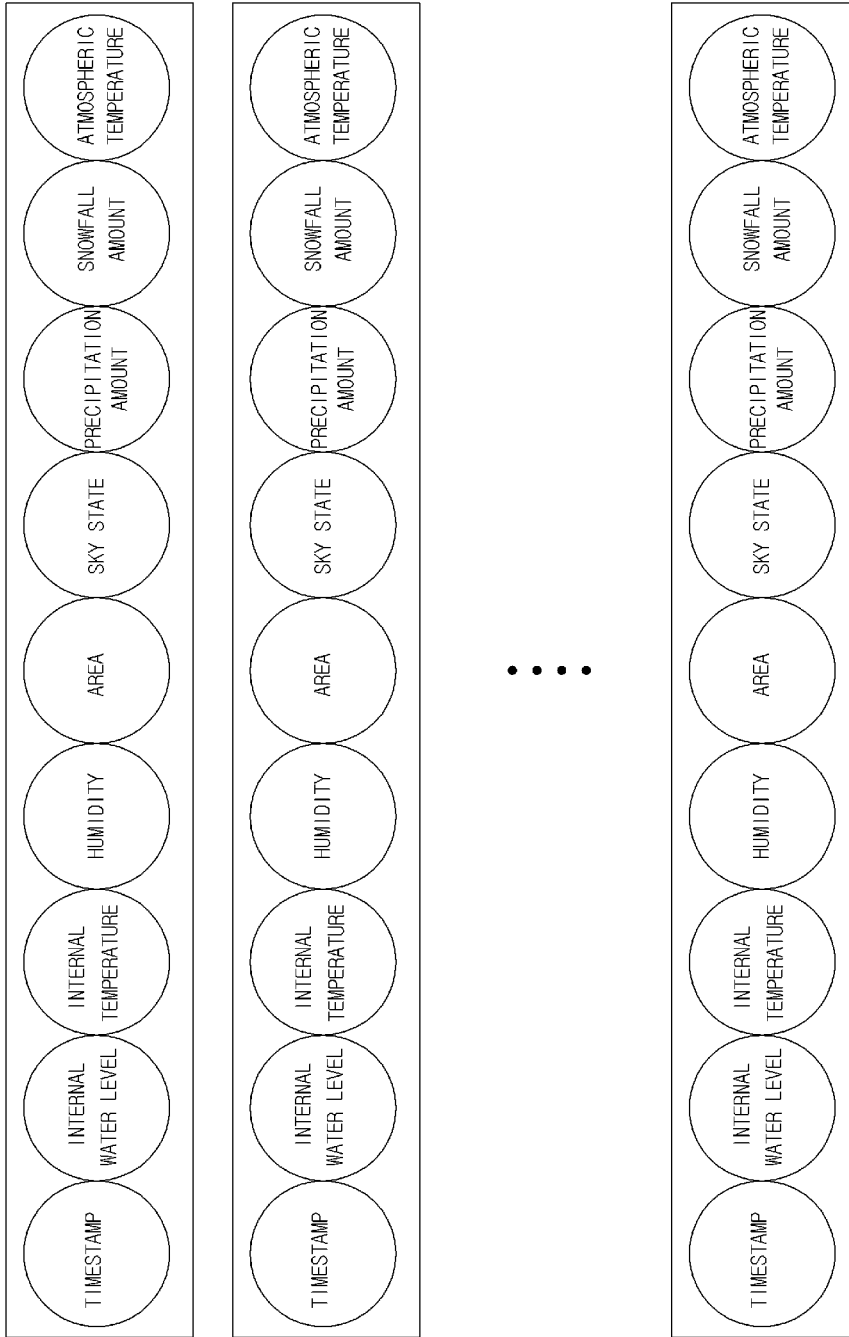 TIMESTAMP
INTERNAL
WATER LEVEL
INTERNAL
TEMPERATURE
HUMIDITY
AREA
SKY STATE
PRECIPITATION
AMOUNT
SNOWFALL
AMOUNT
ATMOSPHERIC
TEMPERATURE
TIMESTAMP
INTERNAL
WATER LEVEL
INTERNAL
TEMPERATURE
HUMIDITY
AREA
SKY STATE
PRECIPITATION
AMOUNT
SNOWFALL
AMOUNT
ATMOSPHERIC
TEMPERATURE
TIMESTAMP
INTERNAL
WATER LEVEL
INTERNAL
TEMPERATURE
HUMIDITY
AREA
SKY STATE
PRECIPITATION
AMOUNT
SNOWFALL
AMOUNT
ATMOSPHERIC
TEMPERATURE